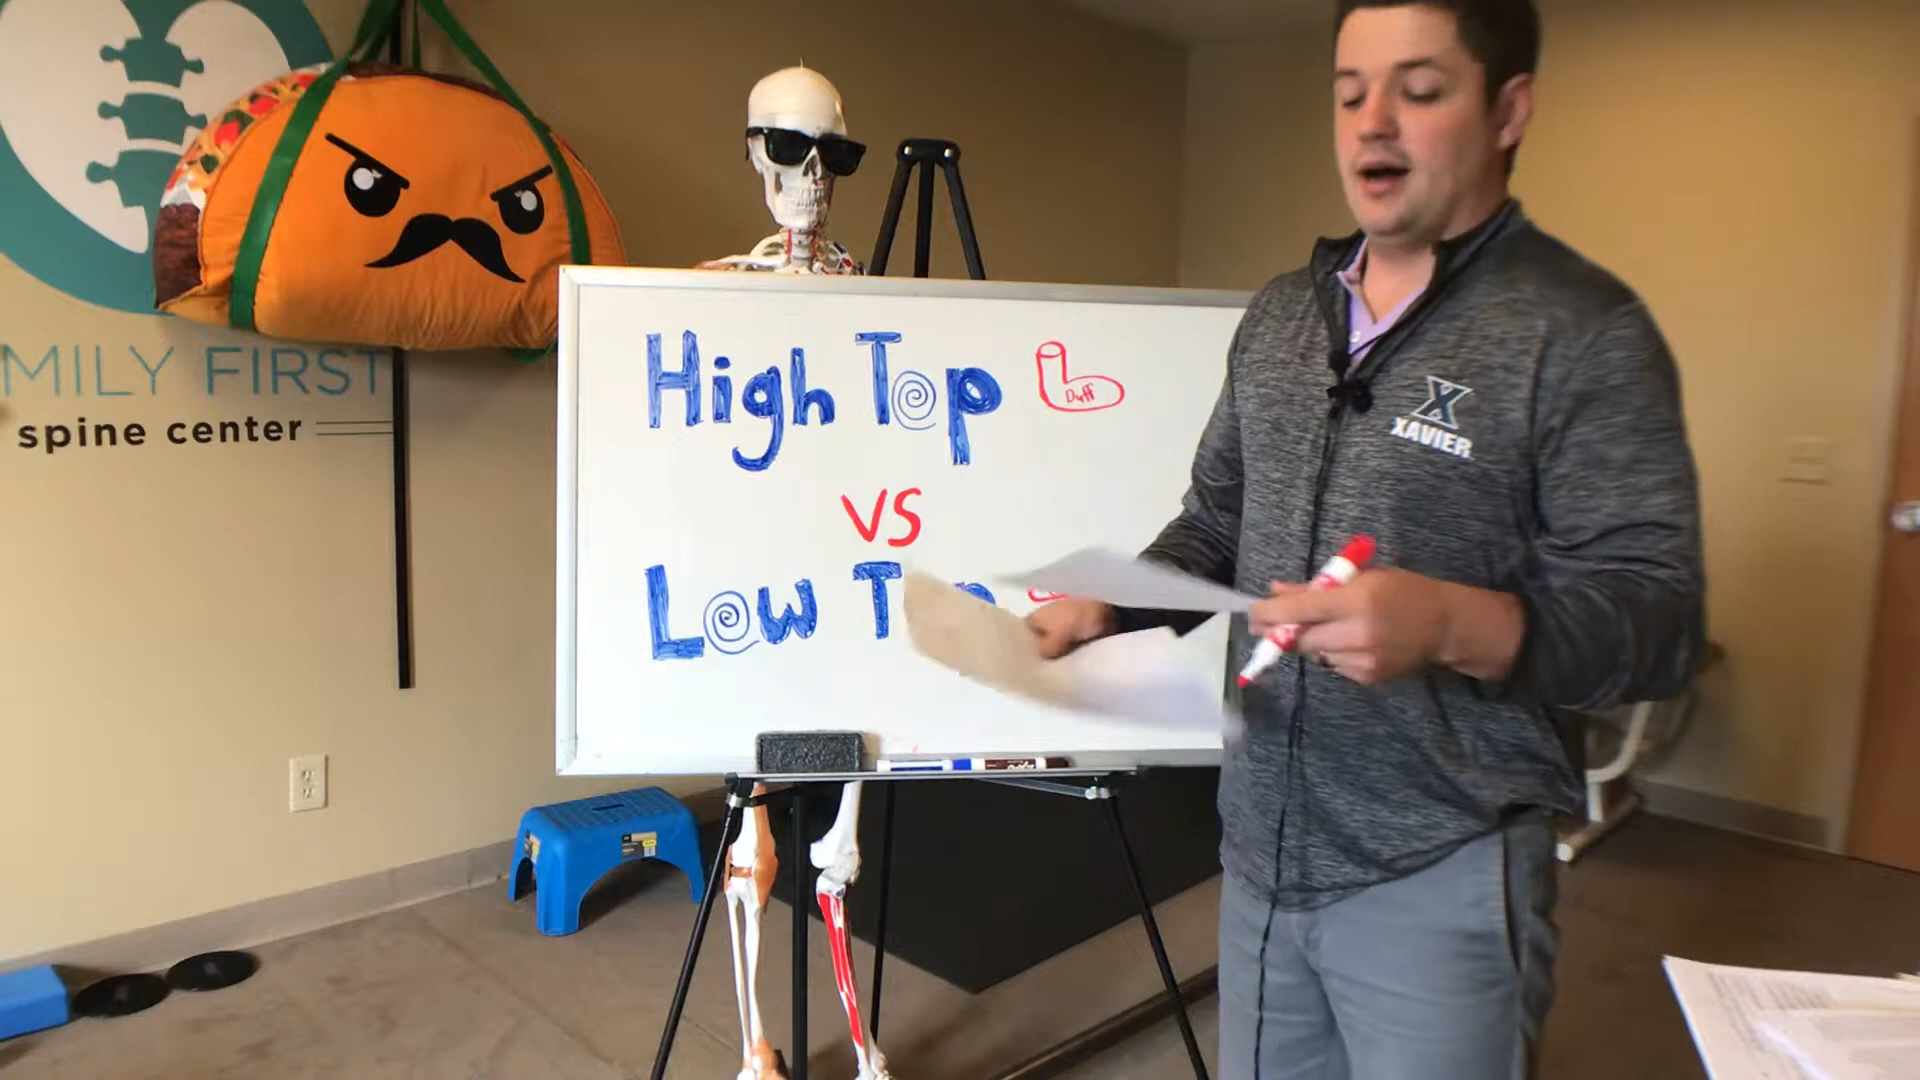 MILY FIRST
spine center
High Top
Duff
VS
Low T p
X
XAVIER